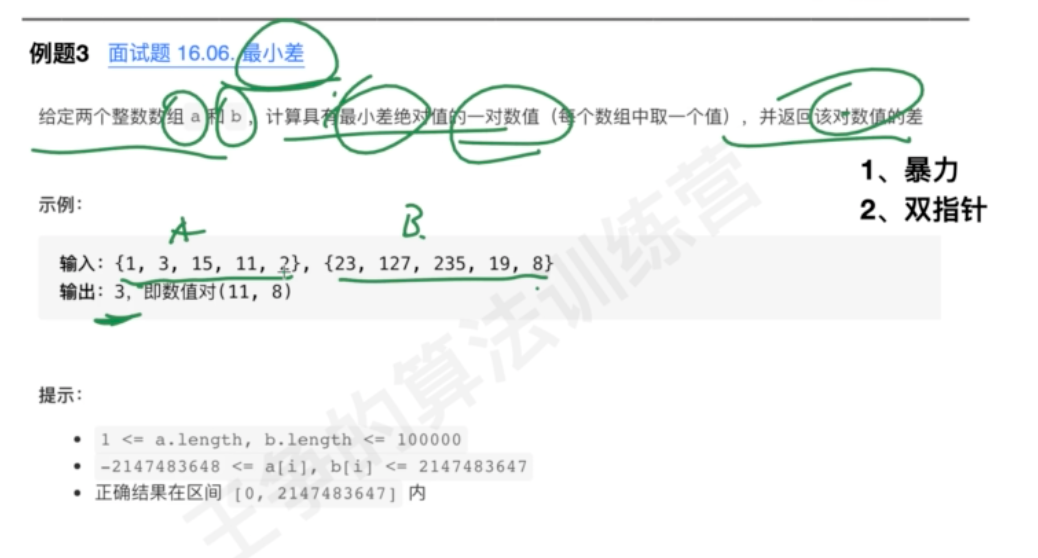 例题3 面试题 16.06. 最小差
给定两个整数数组 a 和 b，计算具有最小差绝对值的一对数值（每个数组中取一个值），并返回该对数值的差
1、暴力
2、双指针
示例：
A B.
输入：{1, 3, 15, 11, 2}, {23, 127, 235, 19, 8}
输出：3，即数值对(11, 8)
提示：
• 1 <= a.length, b.length <= 100000
• -2147483648 <= a[i], b[i] <= 2147483647
• 正确结果在区间 [0, 2147483647] 内
王争的算法训练营